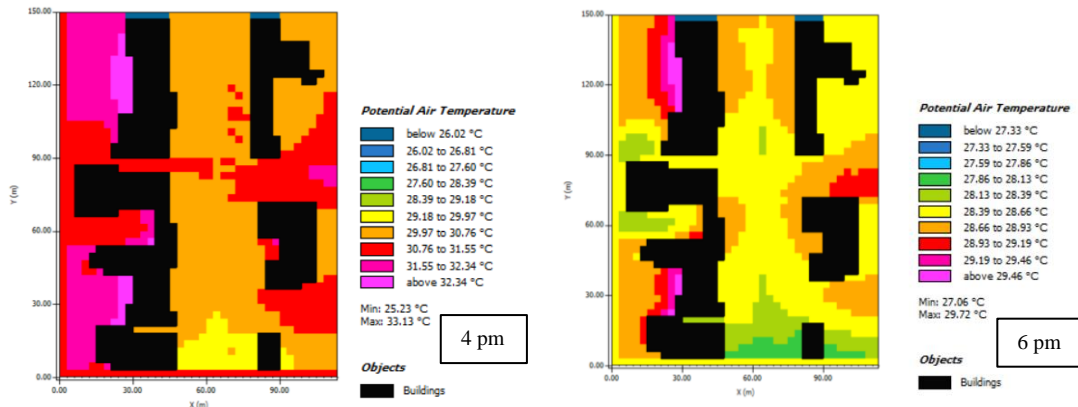 150.00
120.00
90.00
60.00
30.00
0.00
Y (m)
0.00 30.00 60.00 90.00
X (m)
Potential Air Temperature
below 26.02 °C
26.02 to 26.81 °C
26.81 to 27.60 °C
27.60 to 28.39 °C
28.39 to 29.18 °C
29.18 to 29.97 °C
29.97 to 30.76 °C
30.76 to 31.55 °C
31.55 to 32.34 °C
above 32.34 °C
Min: 25.23 °C
Max: 33.13 °C
4 pm
Objects
Buildings
150.00
120.00
90.00
60.00
30.00
0.00
Y (m)
0.00 30.00 60.00 90.00
X (m)
Potential Air Temperature
below 27.33 °C
27.33 to 27.59 °C
27.59 to 27.86 °C
27.86 to 28.13 °C
28.13 to 28.39 °C
28.39 to 28.66 °C
28.66 to 28.93 °C
28.93 to 29.19 °C
29.19 to 29.46 °C
above 29.46 °C
Min: 27.06 °C
Max: 29.72 °C
6 pm
Objects
Buildings